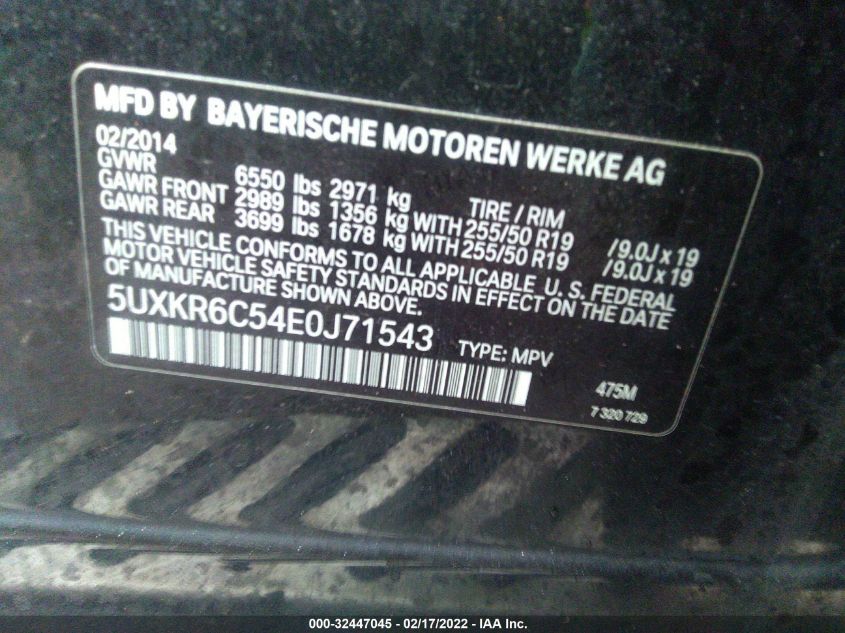 MFD BY BAYERISCHE MOTOREN WERKE AG
02/2014
GVWR 6550 lbs 2971 kg TIRE / RIM
GAWR FRONT 2989 lbs 1356 kg WITH 255/50 R19 /9.0J x 19
GAWR REAR 3699 lbs 1678 kg WITH 255/50 R19 /9.0J x 19
THIS VEHICLE CONFORMS TO ALL APPLICABLE U. S. FEDERAL
MOTOR VEHICLE SAFETY STANDARDS IN EFFECT ON THE DATE
OF MANUFACTURE SHOWN ABOVE.
5UXKR6C54E0J71543 TYPE: MPV
475M
7 320 729
000-32447045 - 02/17/2022 - IAA Inc.